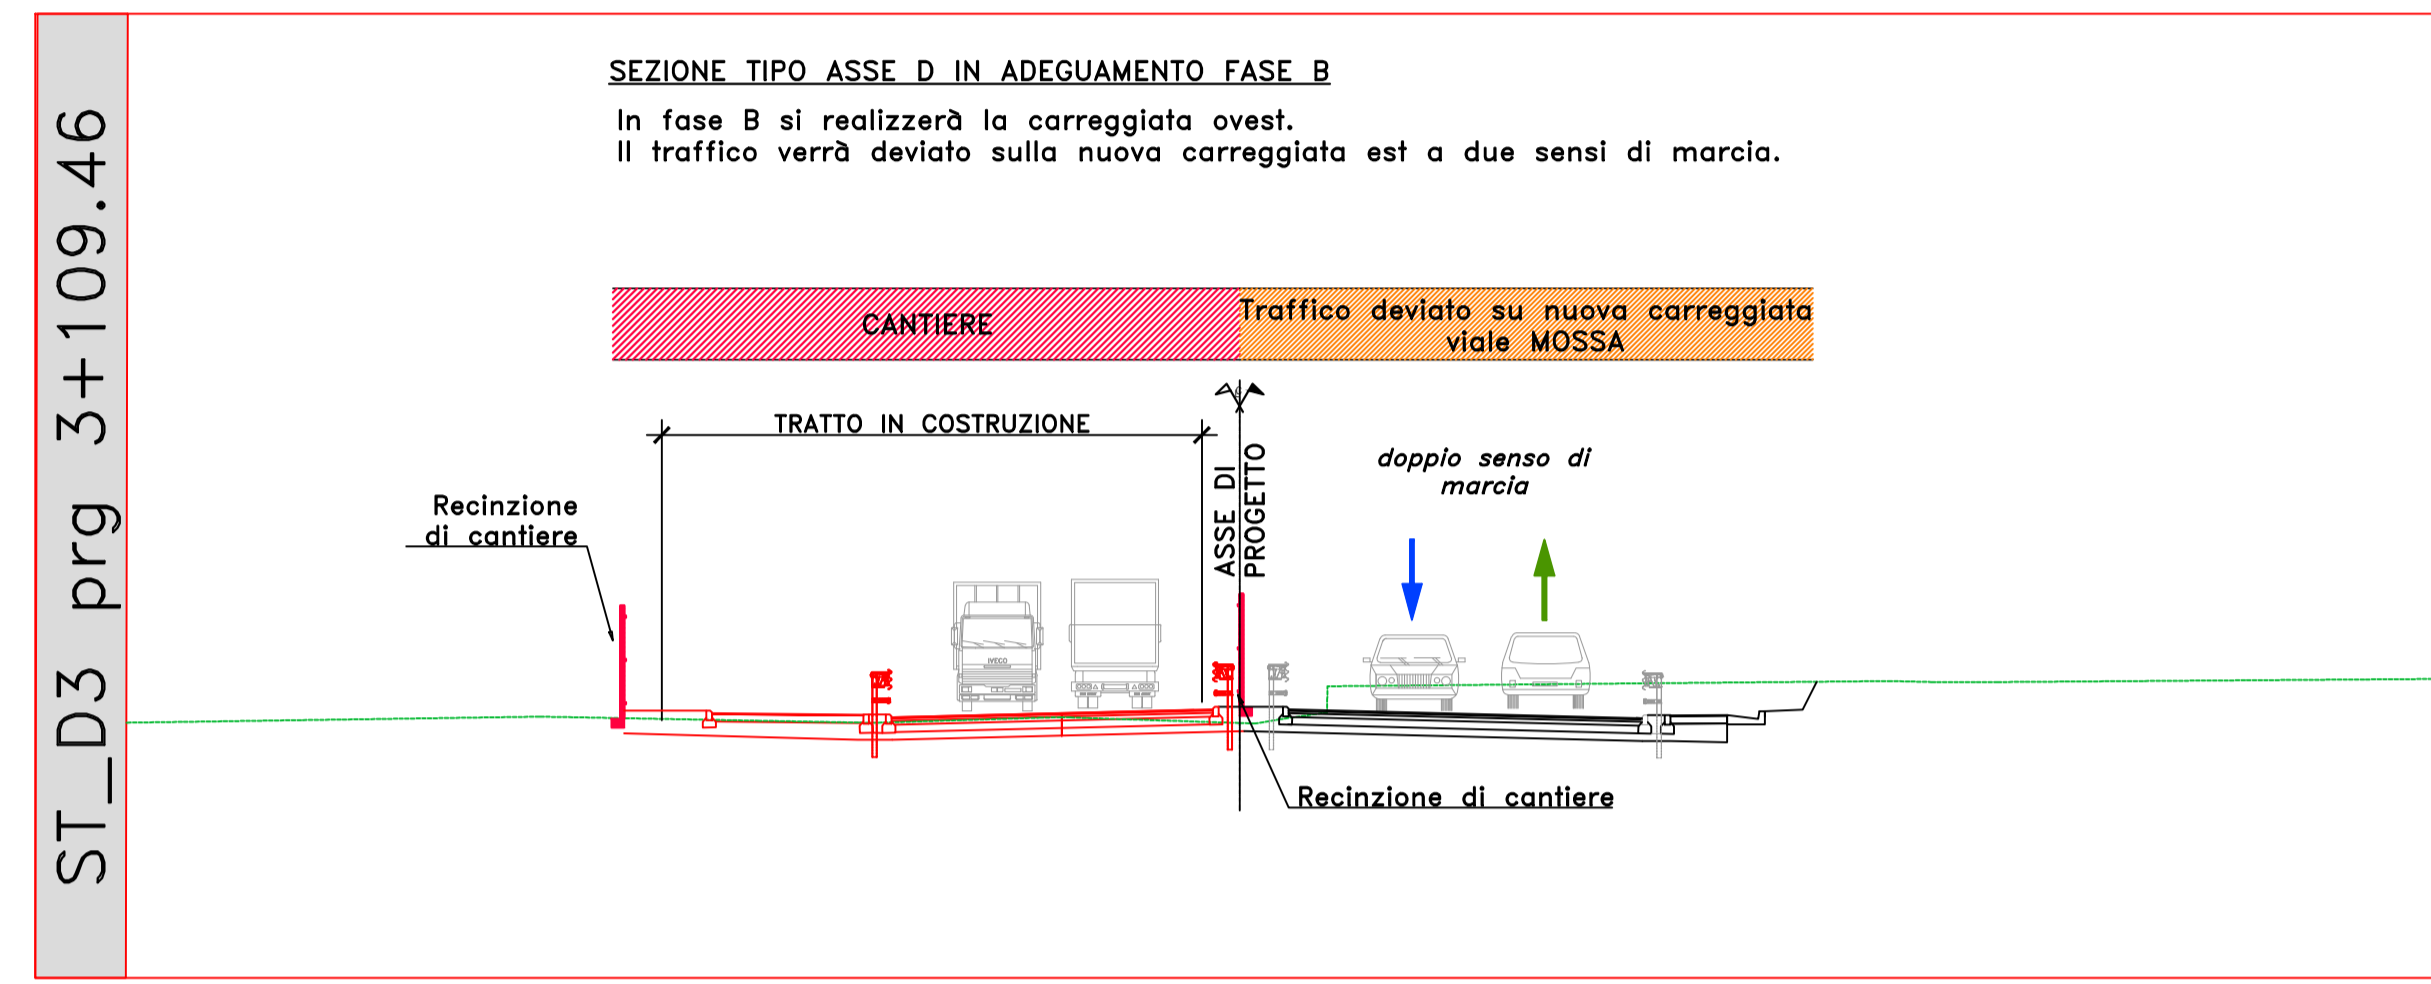 ST_D3 prg 3+109.46
SEZIONE TIPO ASSE D IN ADEGUAMENTO FASE B
In fase B si realizzerà la carreggiata ovest.
Il traffico verrà deviato sulla nuova carreggiata est a due sensi di marcia.
CANTIERE
Traffico deviato su nuova carreggiata
viale MOSSA
TRATTO IN COSTRUZIONE
ASSE DI
PROGETTO
doppio senso di
marcia
Recinzione
di cantiere
IVECO
Recinzione di cantiere